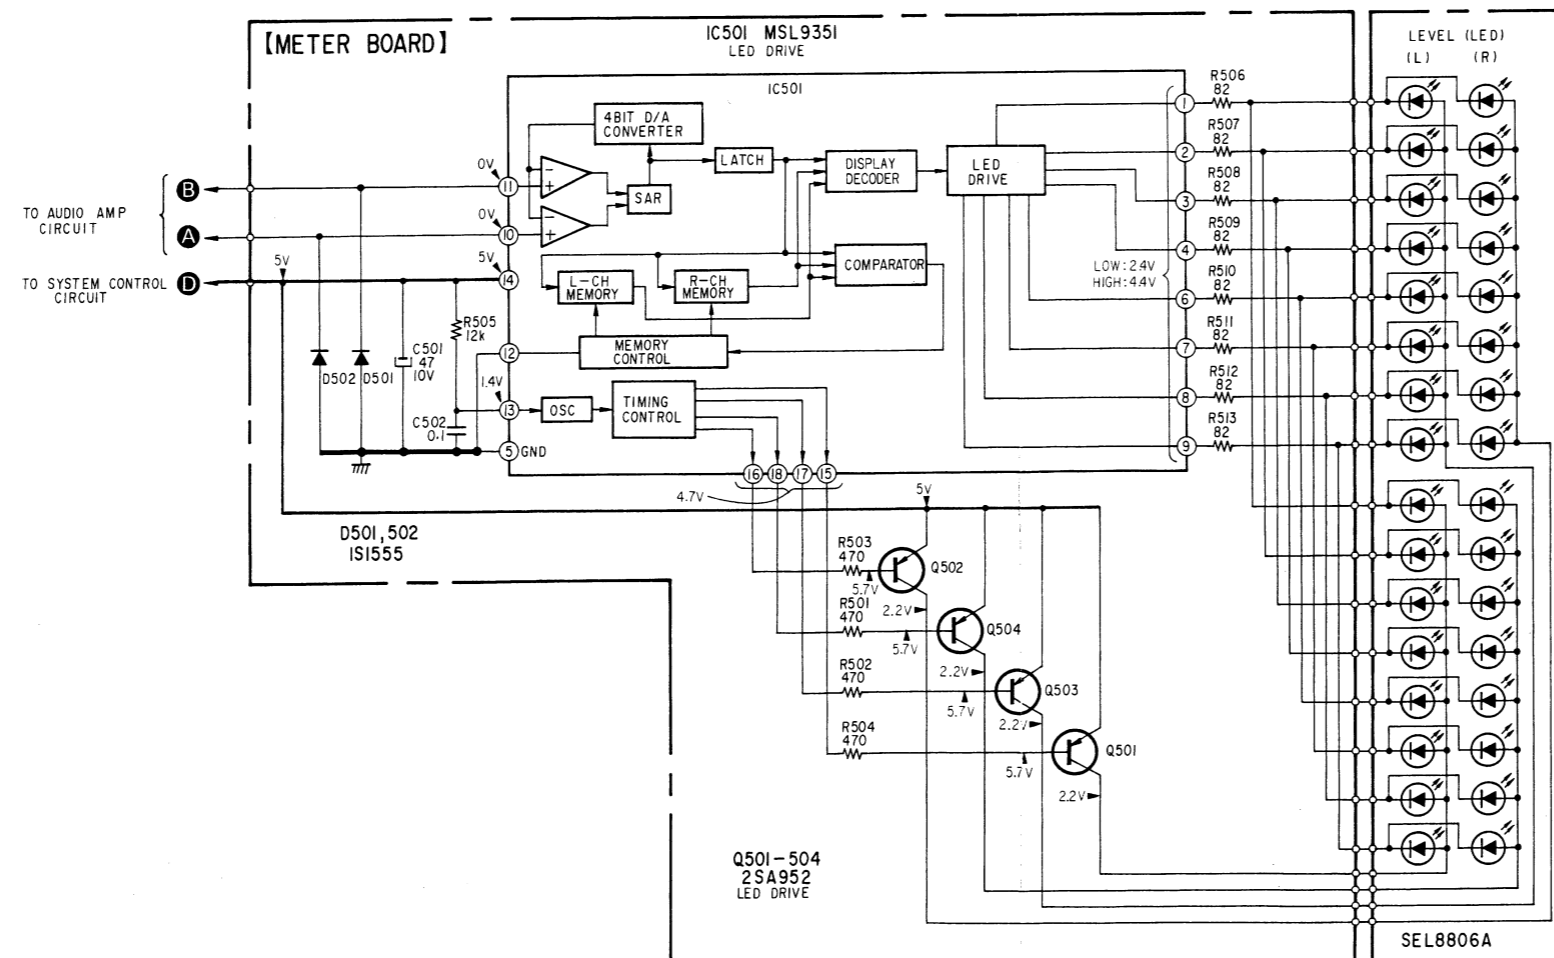 【METER BOARD】
IC501 MSL9351
LED DRIVE
LEVEL (LED)
(L) (R)
IC501
4BIT D/A
CONVERTER
LATCH
DISPLAY
DECODER
LED
DRIVE
SAR
L-CH
MEMORY
R-CH
MEMORY
COMPARATOR
MEMORY
CONTROL
OSC
TIMING
CONTROL
TO AUDIO AMP
CIRCUIT
B
A
TO SYSTEM CONTROL
CIRCUIT
D
5V
0V
11
0V
10
5V
14
12
1.4V
13
5 GND
R505
12k
C501
47
10V
D502
D501
C502
0.1
1
2
3
4
6
7
8
9
LOW:2.4V
HIGH:4.4V
R506
82
R507
82
R508
82
R509
82
R510
82
R511
82
R512
82
R513
82
16 18 17 15
4.7V
5V
D501,502
1S1555
R503
470
5.7V
Q502
2.2V
R501
470
5.7V
Q504
2.2V
R502
470
5.7V
Q503
2.2V
R504
470
5.7V
Q501
2.2V
Q501-504
2SA952
LED DRIVE
SEL8806A